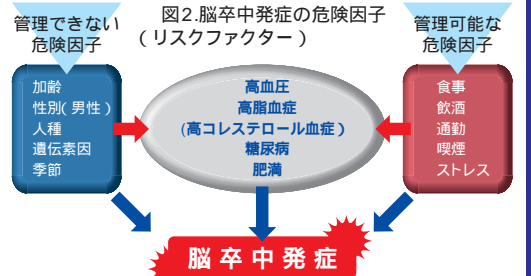 管理できない
危険因子
図2.脳卒中発症の危険因子
(リスクファクター)
管理可能な
危険因子
加齢
性別(男性)
人種
遺伝素因
季節
高血圧
高脂血症
(高コレステロール血症)
糖尿病
肥満
食事
飲酒
通勤
喫煙
ストレス
脳卒中発症